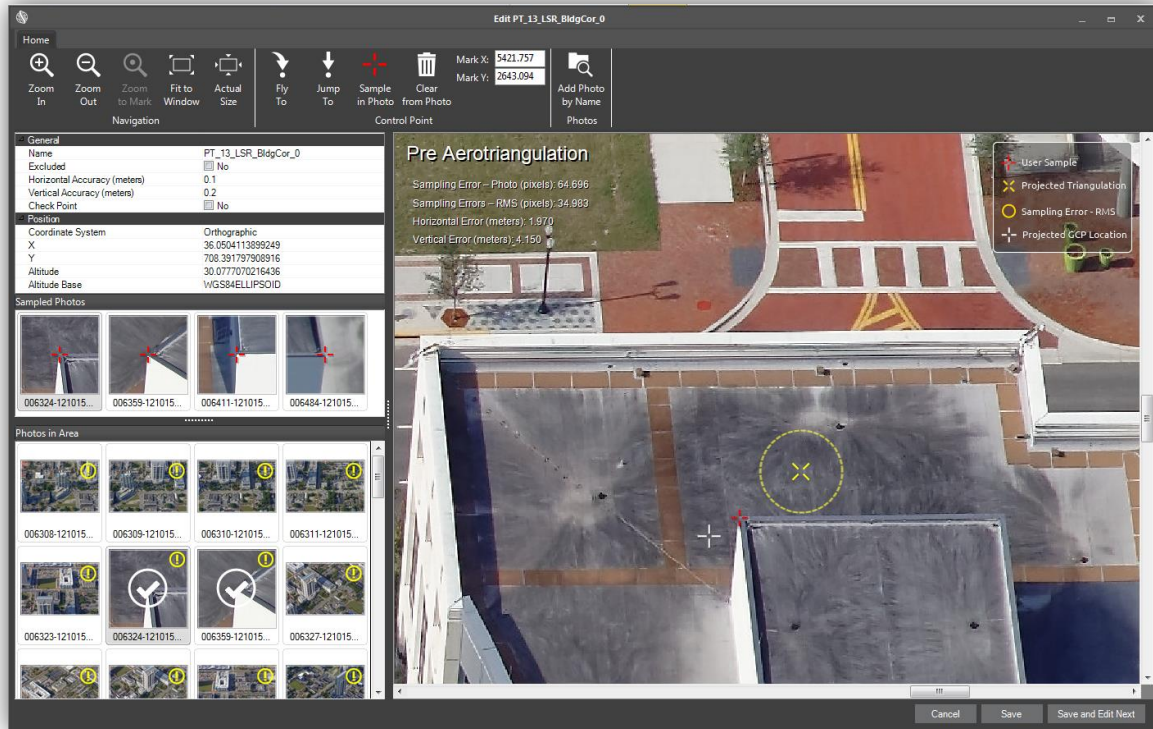 Edit PT_13_LSR_BldgCor_0
Home
Zoom In
Zoom Out
Zoom to Mark
Fit to Window
Actual Size
Navigation
Fly To
Jump To
Sample in Photo
Clear from Photo
Mark X: 5421.757
Mark Y: 2643.094
Control Point
Add Photo by Name
Photos
General
Name PT_13_LSR_BldgCor_0
Excluded No
Horizontal Accuracy (meters) 0.1
Vertical Accuracy (meters) 0.2
Check Point No
Position
Coordinate System Orthographic
X 36.0504113899249
Y 708.391797908916
Altitude 30.0777070216436
Altitude Base WGS84ELLIPSOID
Sampled Photos
006324-121015... 006359-121015... 006411-121015... 006484-121015...
Photos in Area
006308-121015... 006309-121015... 006310-121015... 006311-121015...
006323-121015... 006324-121015... 006359-121015... 006327-121015...
Pre Aerotriangulation
Sampling Error – Photo (pixels): 64.696
Sampling Errors – RMS (pixels): 34.983
Horizontal Error (meters): 1.970
Vertical Error (meters): 4.150
User Sample
Projected Triangulation
Sampling Error - RMS
Projected GCP Location
Cancel
Save
Save and Edit Next